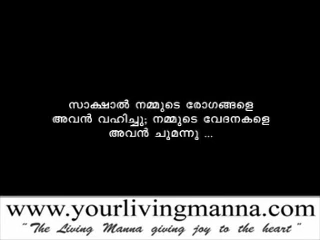 സാക്ഷാൽ നമ്മുടെ രോഗങ്ങളെ
അവൻ വഹിച്ചു; നമ്മുടെ വേദനകളെ
അവൻ ചുമന്നു ...
www.yourlivingmanna.com
"The Living Manna giving joy to the heart"